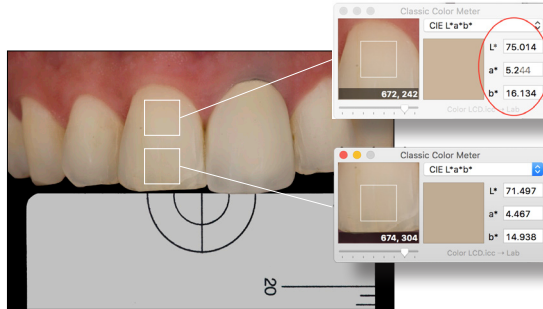 Classic Color Meter
CIE L*a*b*
L* 75.014
a* 5.244
b* 16.134
672, 242
Color LCD.icc → Lab
Classic Color Meter
CIE L*a*b*
L* 71.497
a* 4.467
b* 14.938
674, 304
Color LCD.icc → Lab
20